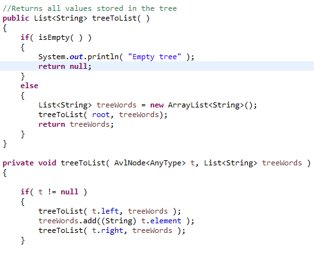 //Returns all values stored in the tree
public List<String> treeToList( )
{
if( isEmpty( ) )
{
System.out.println( "Empty tree" );
return null;
}
else
{
List<String> treeWords = new ArrayList<String>();
treeToList( root, treeWords);
return treeWords;
}
}
private void treeToList( AvlNode<AnyType> t, List<String> treeWords )
{
if( t != null )
{
treeToList( t.left, treeWords );
treeWords.add((String) t.element );
treeToList( t.right, treeWords );
}